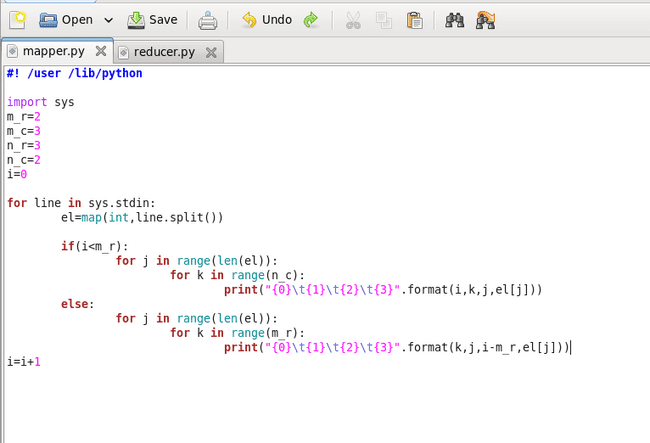 Open Save Undo
mapper.py reducer.py
#! /user /lib/python

import sys
m_r=2
m_c=3
n_r=3
n_c=2
i=0

for line in sys.stdin:
        el=map(int,line.split())

        if(i<m_r):
                for j in range(len(el)):
                        for k in range(n_c):
                                print("{0}\t{1}\t{2}\t{3}".format(i,k,j,el[j]))
        else:
                for j in range(len(el)):
                        for k in range(m_r):
                                print("{0}\t{1}\t{2}\t{3}".format(k,j,i-m_r,el[j]))
i=i+1